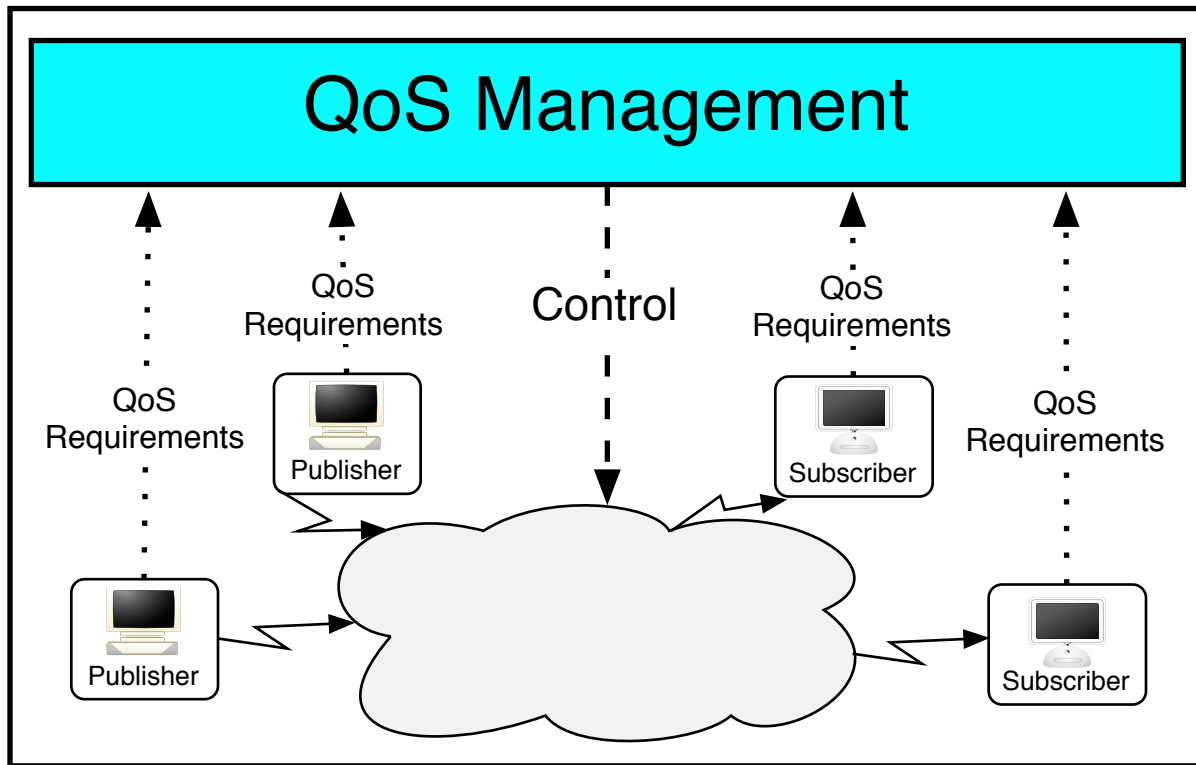 QoS Management
QoS
Requirements
QoS
Requirements
Control
QoS
Requirements
QoS
Requirements
Publisher
Subscriber
Publisher
Subscriber